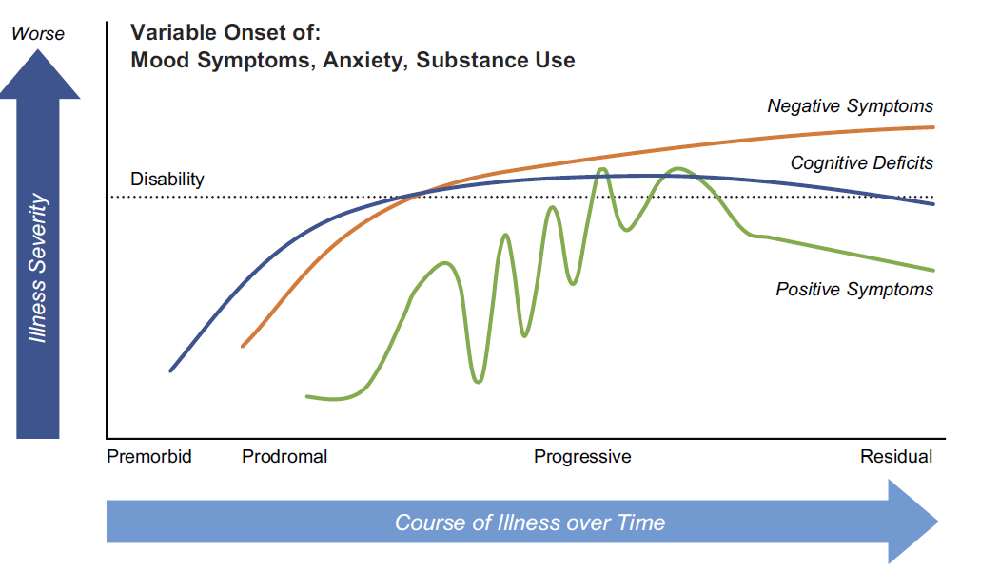 Worse
Variable Onset of:
Mood Symptoms, Anxiety, Substance Use
Negative Symptoms
Cognitive Deficits
Disability
Positive Symptoms
Illness Severity
Premorbid
Prodromal
Progressive
Residual
Course of Illness over Time